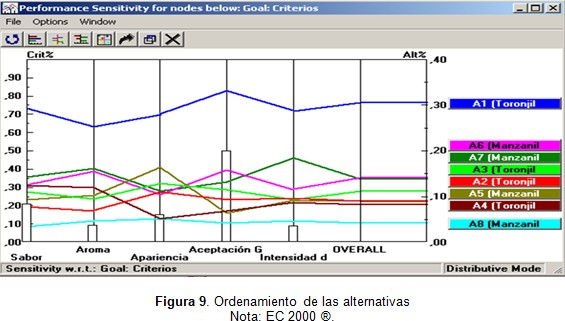 Performance Sensitivity for nodes below: Goal: Criterios
File Options Window
Crit% Alt%
.90
.80
.70
.60
.50
.40
.30
.20
.10
.00
.40
.30
.20
.10
.00
A1 (Toronjil
A6 (Manzanil
A7 (Manzanil
A3 (Toronjil
A2 (Toronjil
A5 (Manzanil
A4 (Toronjil
A8 (Manzanil
Sabor Aroma Apariencia Aceptación G Intensidad d OVERALL
Sensitivity w.r.t.: Goal: Criterios Distributive Mode
Figura 9. Ordenamiento de las alternativas
Nota: EC 2000 ®.